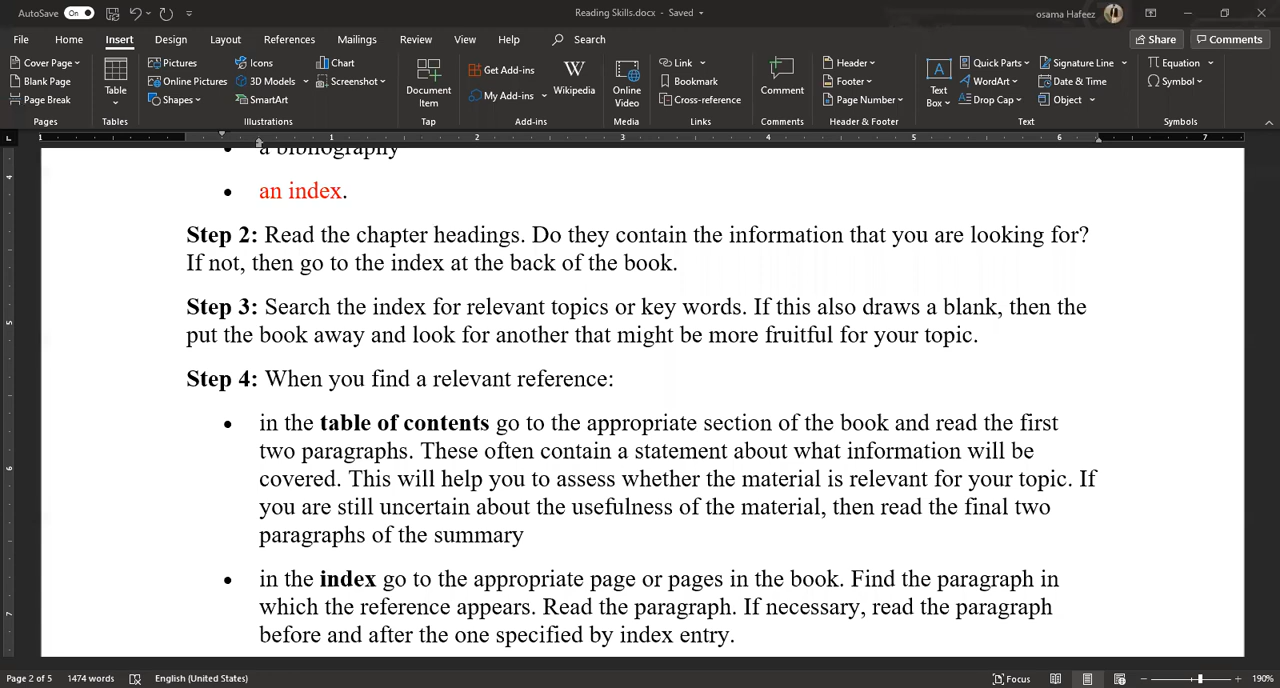 AutoSave On Reading Skills.docx - Saved osama Hafeez
File Home Insert Design Layout References Mailings Review View Help Search Share Comments
Cover Page
Blank Page
Page Break
Pages
Table
Tables
Pictures
Online Pictures
Shapes
Icons
3D Models
SmartArt
Chart
Screenshot
Illustrations
Document
Item
Tap
Get Add-ins
My Add-ins
Wikipedia
Add-ins
Online
Video
Media
Link
Bookmark
Cross-reference
Links
Comment
Comments
Header
Footer
Page Number
Header & Footer
Text
Box
Quick Parts
WordArt
Drop Cap
Signature Line
Date & Time
Object
Text
Equation
Symbol
Symbols
1 1 2 3 4 5 6 7
4
5
6
7
• a bibliography
• an index.
Step 2: Read the chapter headings. Do they contain the information that you are looking for?
If not, then go to the index at the back of the book.
Step 3: Search the index for relevant topics or key words. If this also draws a blank, then the
put the book away and look for another that might be more fruitful for your topic.
Step 4: When you find a relevant reference:
• in the table of contents go to the appropriate section of the book and read the first
two paragraphs. These often contain a statement about what information will be
covered. This will help you to assess whether the material is relevant for your topic. If
you are still uncertain about the usefulness of the material, then read the final two
paragraphs of the summary
• in the index go to the appropriate page or pages in the book. Find the paragraph in
which the reference appears. Read the paragraph. If necessary, read the paragraph
before and after the one specified by index entry.
Page 2 of 5 1474 words English (United States) Focus 190%